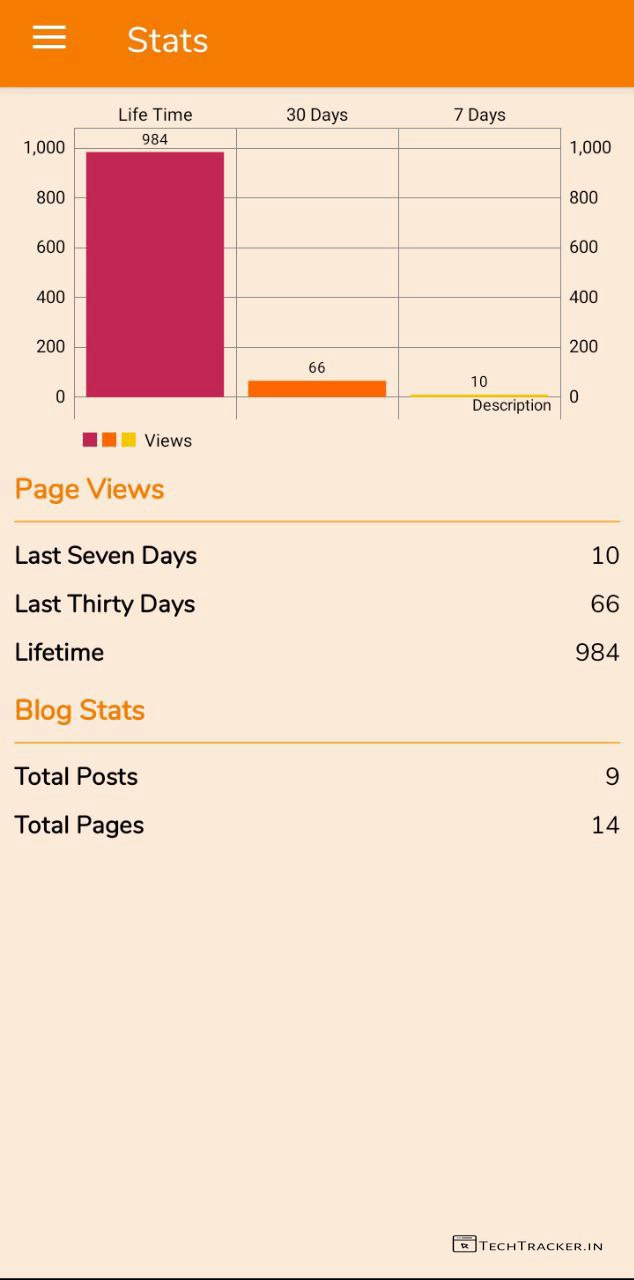 Stats
Life Time 30 Days 7 Days
984
1,000 1,000
800 800
600 600
400 400
66
200 200
10
0 0
Description
Views
Page Views
Last Seven Days 10
Last Thirty Days 66
Lifetime 984
Blog Stats
Total Posts 9
Total Pages 14
TECHTRACKER.IN